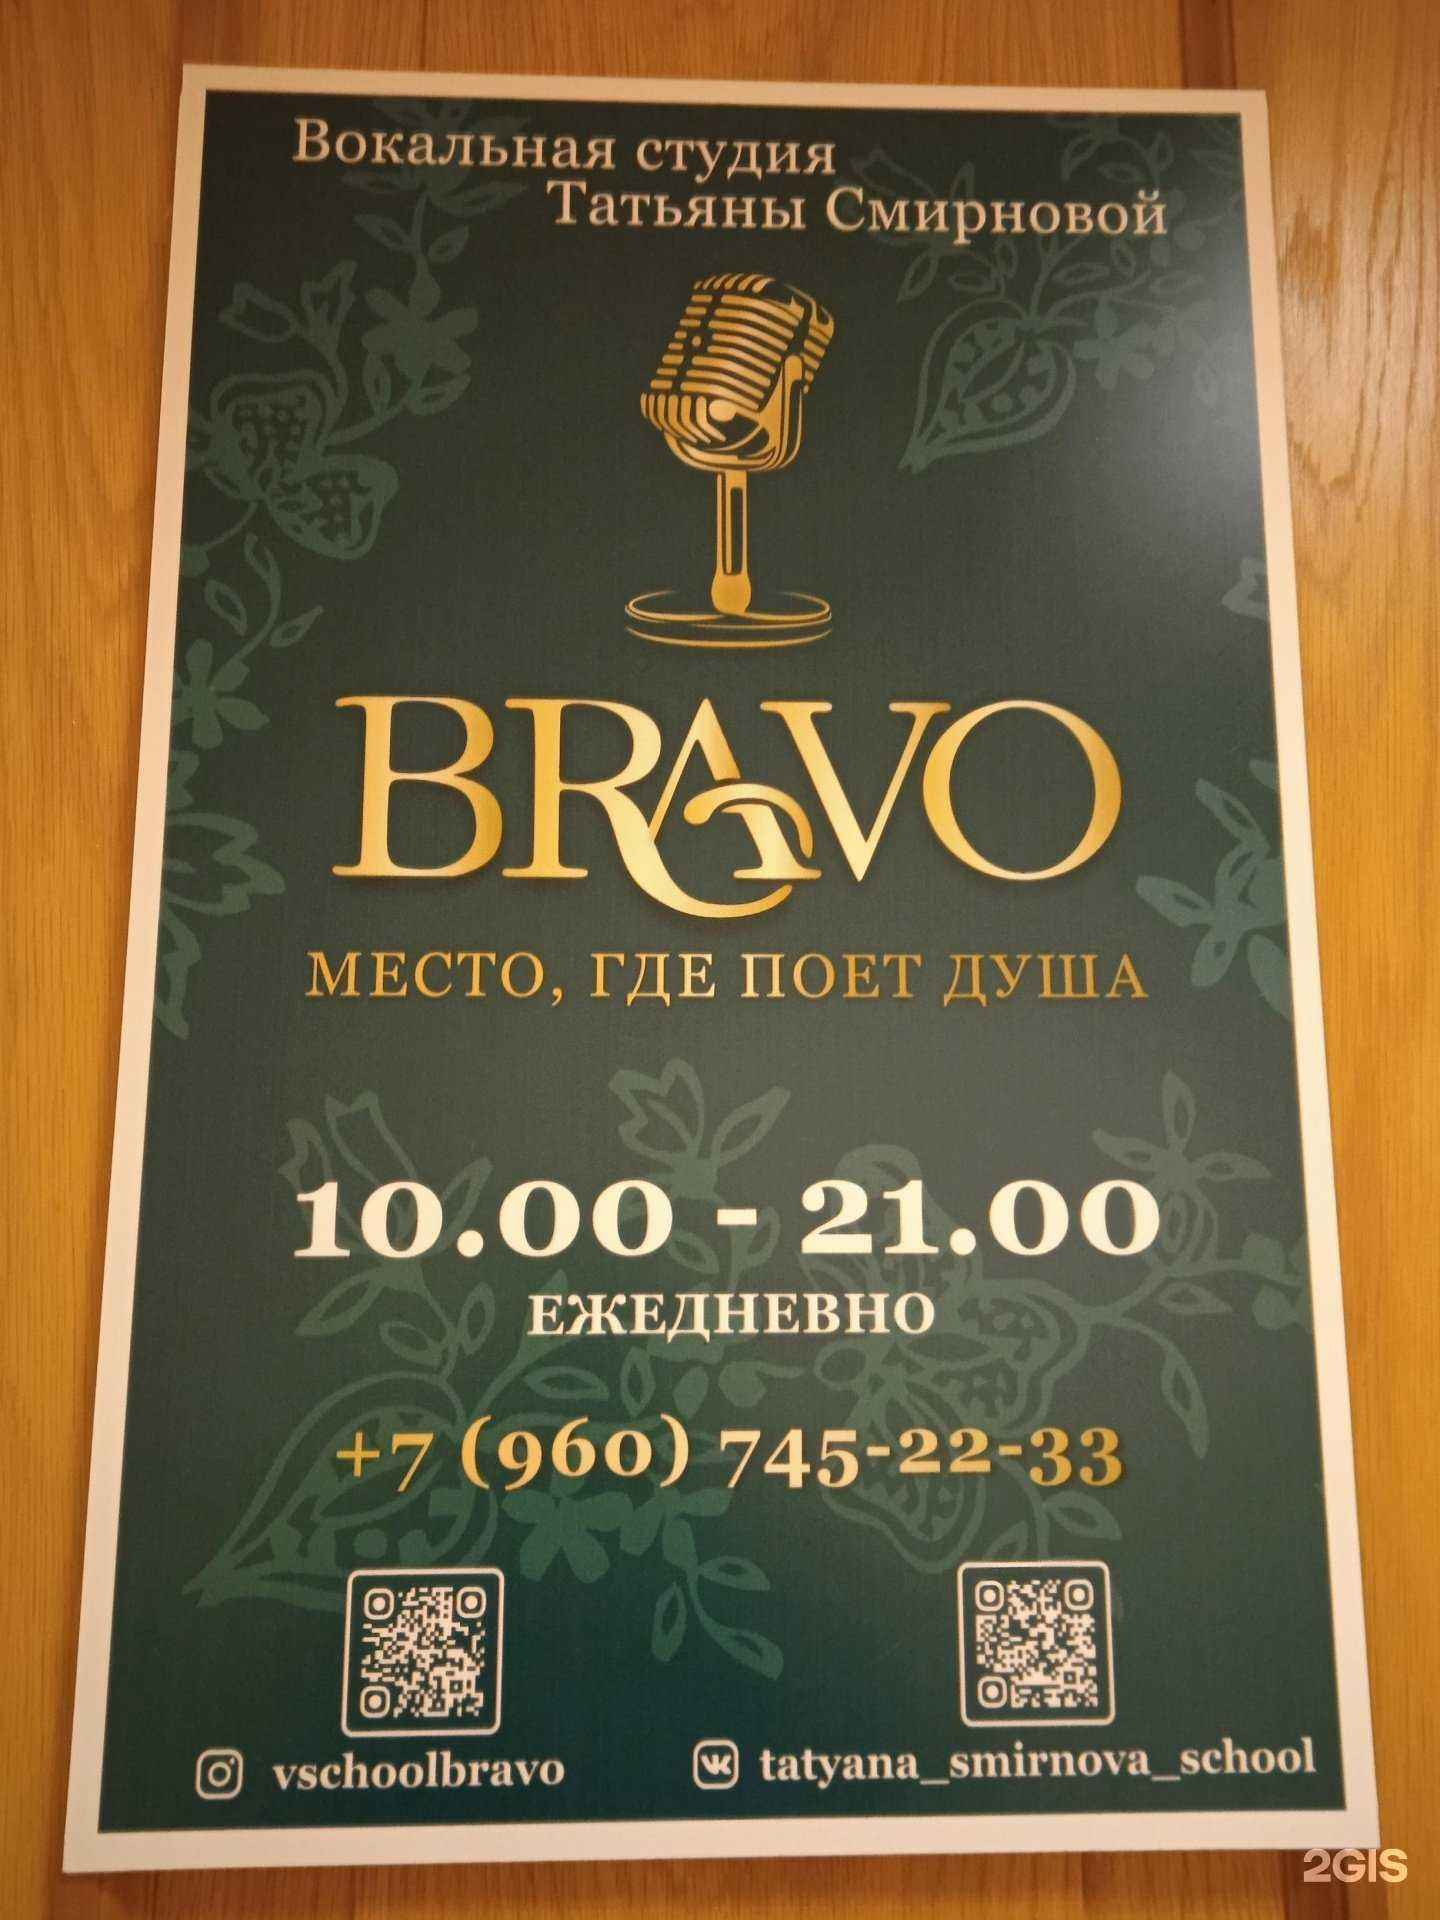 Вокальная студия
Татьяны Смирновой
BRAVO
МЕСТО, ГДЕ ПОЕТ ДУША
10.00 - 21.00
ЕЖЕДНЕВНО
+7 (960) 745-22-33
vschoolbravo
tatyana_smirnova_school
2GIS